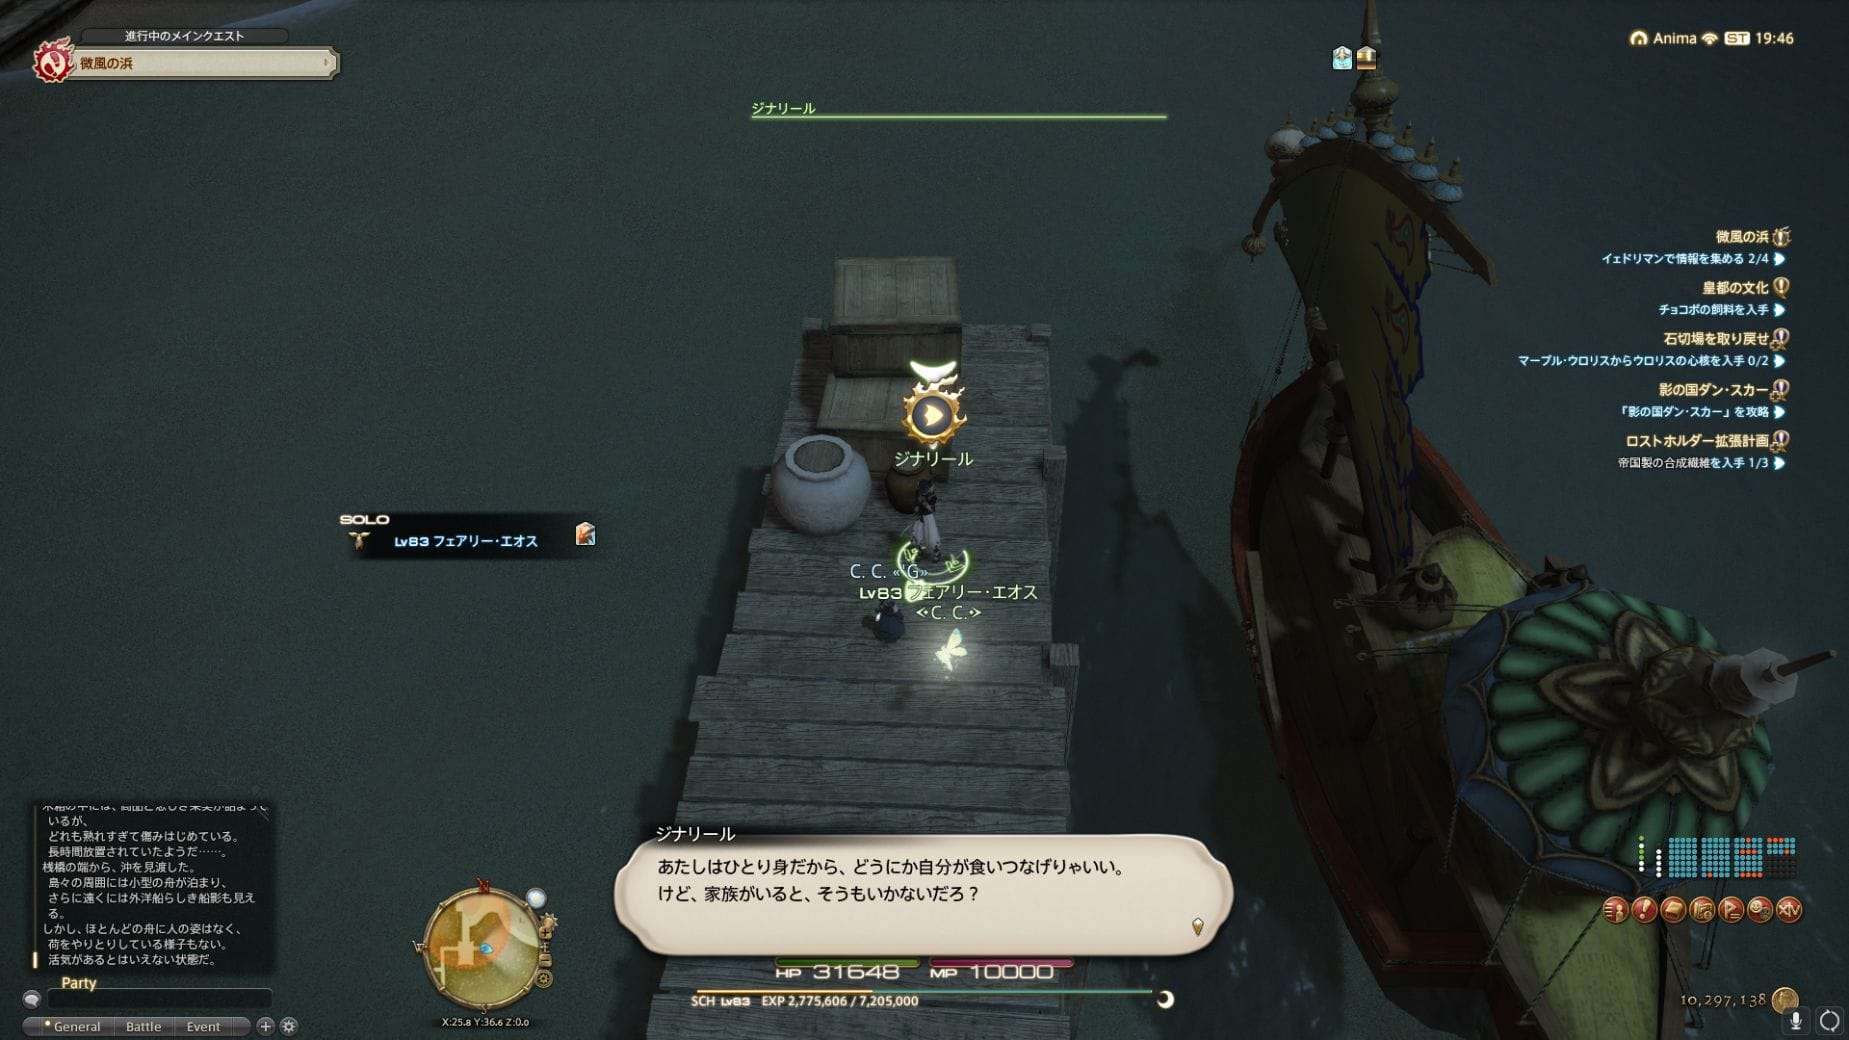 進行中のメインクエスト
微風の浜
Anima ST 19:46
ジナリール
微風の浜
イェドリマンで情報を集める 2/4
皇都の文化
チョコボの飼料を入手
石切場を取り戻せ
マーブル・ウロリスからウロリスの心核を入手 0/2
影の国ダン・スカー
「影の国ダン・スカー」を攻略
ロストホルダー拡張計画
帝国製の合成繊維を入手 1/3
ジナリール
SOLO
Lv83 フェアリー・エオス
C. C. «'G»
Lv83 フェアリー・エオス
<C. C.>
いるが、
どれも熟れすぎて傷みはじめている。
長時間放置されていたようだ……。
桟橋の端から、沖を見渡した。
島々の周囲には小型の舟が泊まり、
さらに遠くには外洋船らしき船影も見え
る。
しかし、ほとんどの舟に人の姿はなく、
荷をやりとりしている様子もない。
活気があるとはいえない状態だ。
Party
General Battle Event
X:25.8 Y:36.6 Z:0.0
ジナリール
あたしはひとり身だから、どうにか自分が食いつなげりゃいい。
けど、家族がいると、そうもいかないだろ？
HP 31648 MP 10000
SCH Lv83 EXP 2,775,606 / 7,205,000
XIV
10,297,138